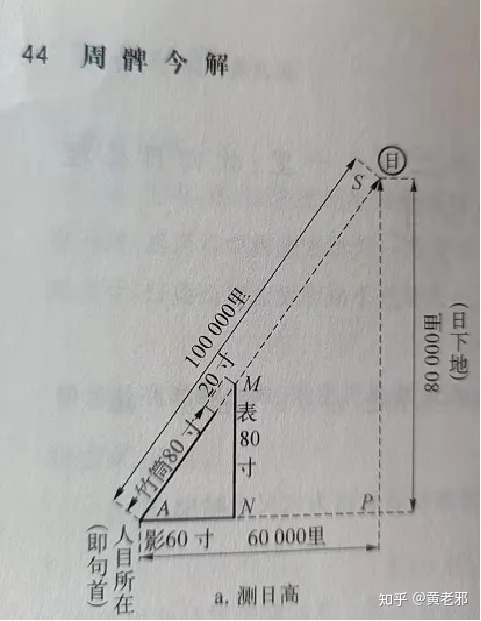 44 周髀今解
日
S
100 000里
20寸
M
竹筒80寸
表80寸
80 000里
(日下地)
A
N
P
影60寸
60 000里
人目所在
(即句首)
a. 测日高
知乎 @黄老邪